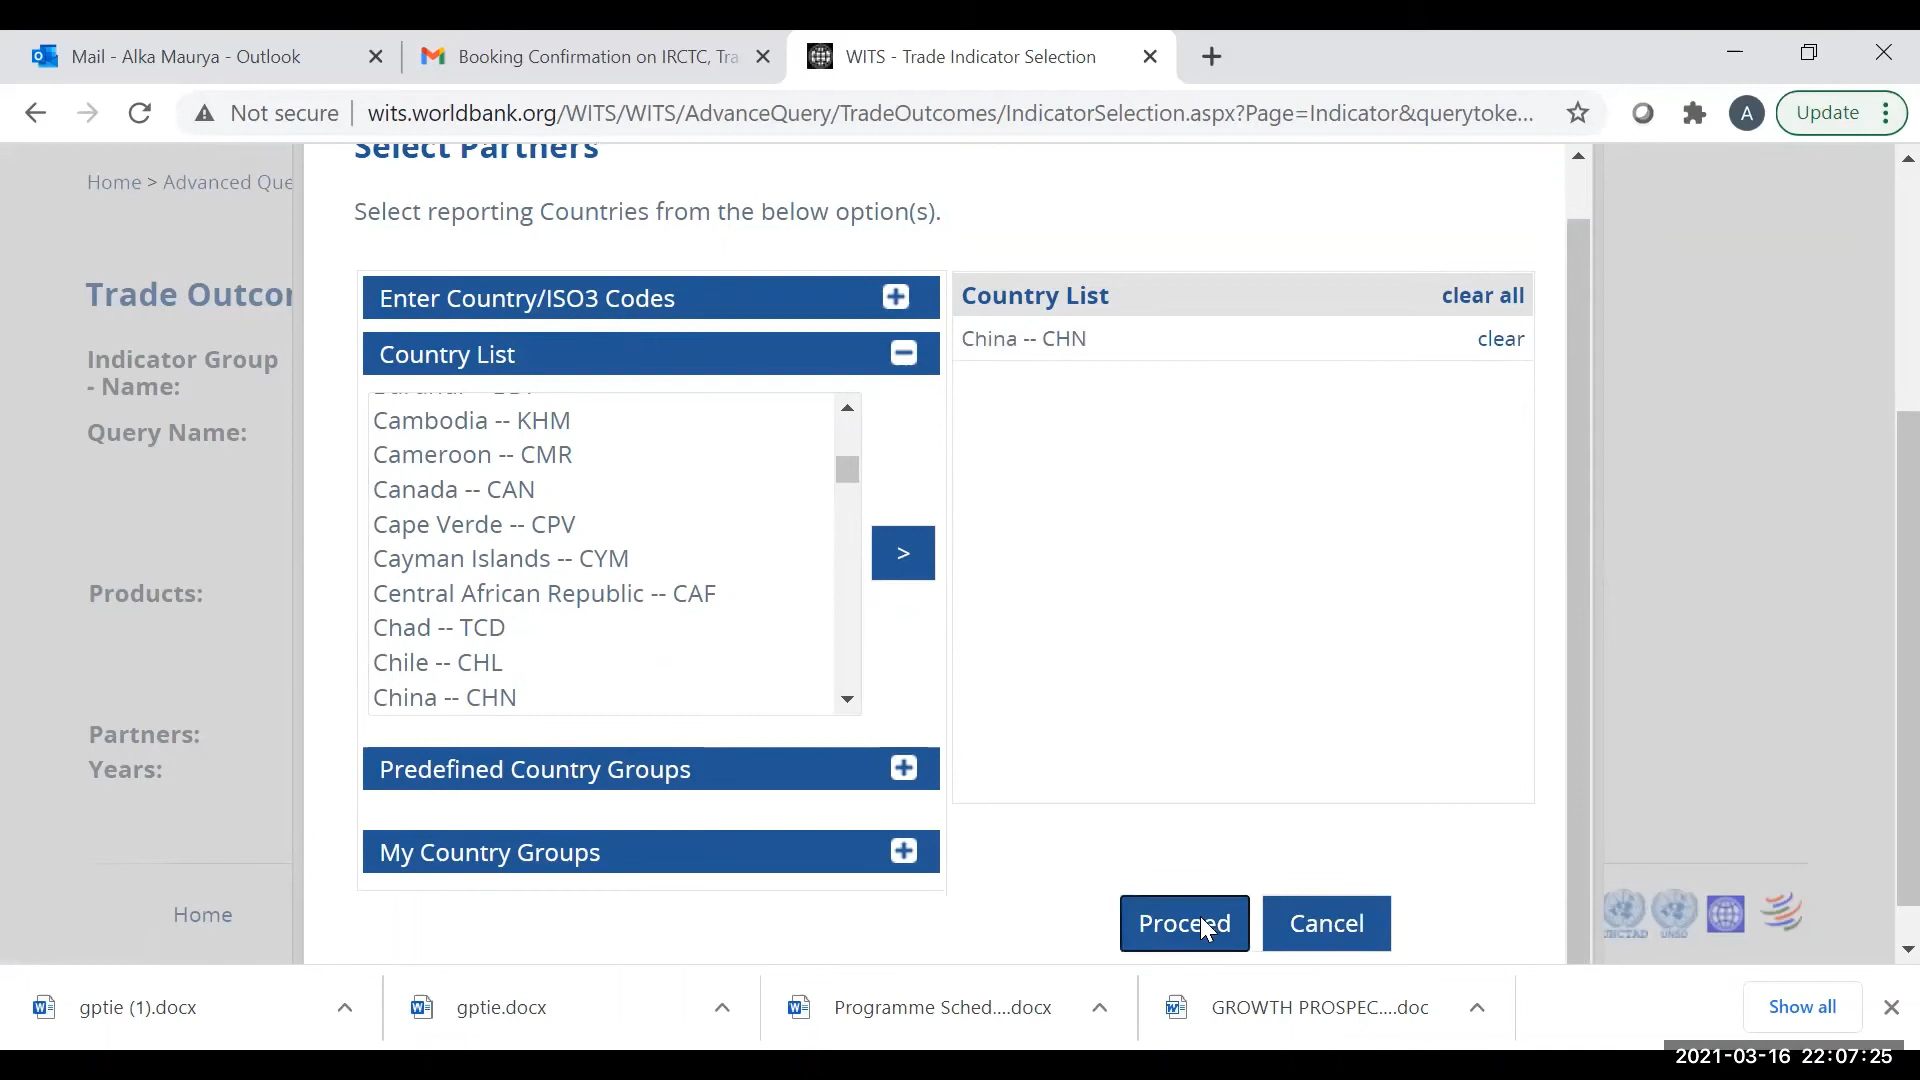 Mail - Alka Maurya - Outlook
Booking Confirmation on IRCTC, Tra
WITS - Trade Indicator Selection
Not secure
wits.worldbank.org/WITS/WITS/AdvanceQuery/TradeOutcomes/IndicatorSelection.aspx?Page=Indicator&querytoke...
A
Update
Select Partners
Home > Advanced Que
Select reporting Countries from the below option(s).
Trade Outcor
Indicator Group
- Name:
Query Name:
Products:
Partners:
Years:
Enter Country/ISO3 Codes
Country List
Cambodia -- KHM
Cameroon -- CMR
Canada -- CAN
Cape Verde -- CPV
Cayman Islands -- CYM
Central African Republic -- CAF
Chad -- TCD
Chile -- CHL
China -- CHN
>
Predefined Country Groups
My Country Groups
Country List clear all
China -- CHN clear
Proceed
Cancel
Home
UNCTAD
UNSD
gptie (1).docx
gptie.docx
Programme Sched....docx
GROWTH PROSPEC....doc
Show all
2021-03-16 22:07:25